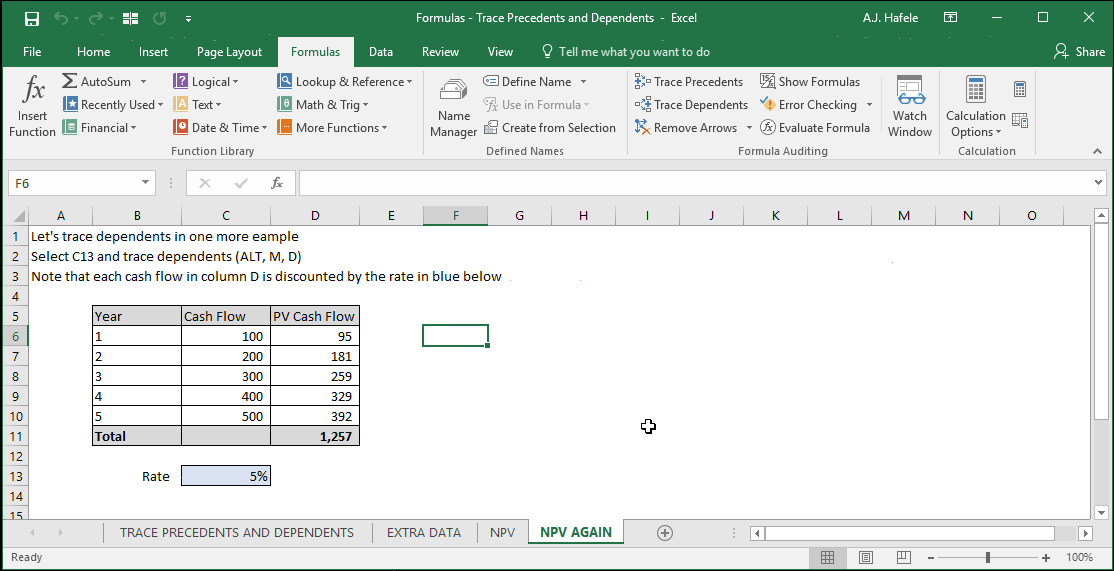 Formulas - Trace Precedents and Dependents - Excel
A.J. Hafele
File Home Insert Page Layout Formulas Data Review View Tell me what you want to do Share
fx
Insert Function
AutoSum
Recently Used
Financial
Logical
Text
Date & Time
Lookup & Reference
Math & Trig
More Functions
Function Library
Name Manager
Define Name
Use in Formula
Create from Selection
Defined Names
Trace Precedents
Trace Dependents
Remove Arrows
Show Formulas
Error Checking
Evaluate Formula
Formula Auditing
Watch Window
Calculation Options
Calculation
F6 fx
A B C D E F G H I J K L M N O
1 Let's trace dependents in one more eample
2 Select C13 and trace dependents (ALT, M, D)
3 Note that each cash flow in column D is discounted by the rate in blue below
4
5 Year Cash Flow PV Cash Flow
6 1 100 95
7 2 200 181
8 3 300 259
9 4 400 329
10 5 500 392
11 Total 1,257
12
13 Rate 5%
14
15
TRACE PRECEDENTS AND DEPENDENTS EXTRA DATA NPV NPV AGAIN
Ready 100%